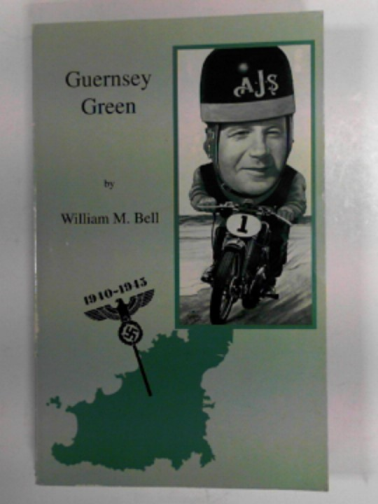 Guernsey
Green
by
William M. Bell
AJS
1
1940-1945